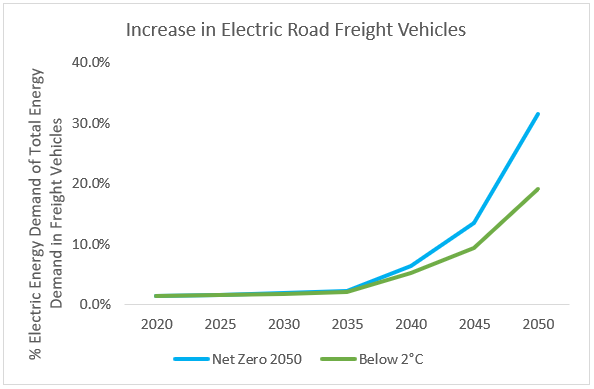 Increase in Electric Road Freight Vehicles
% Electric Energy Demand of Total Energy
Demand in Freight Vehicles
40.0%
30.0%
20.0%
10.0%
0.0%
2020 2025 2030 2035 2040 2045 2050
Net Zero 2050 Below 2°C